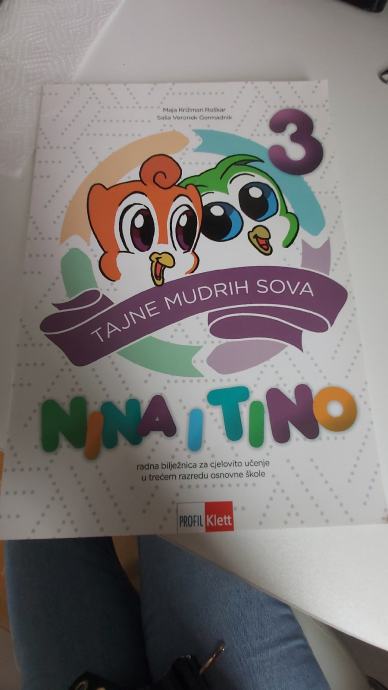 Maja Križman Roškar
Saša Veronek Germadnik
3
TAJNE MUDRIH SOVA
NINA I TINO
radna bilježnica za cjelovito učenje
u trećem razredu osnovne škole
PROFIL Klett